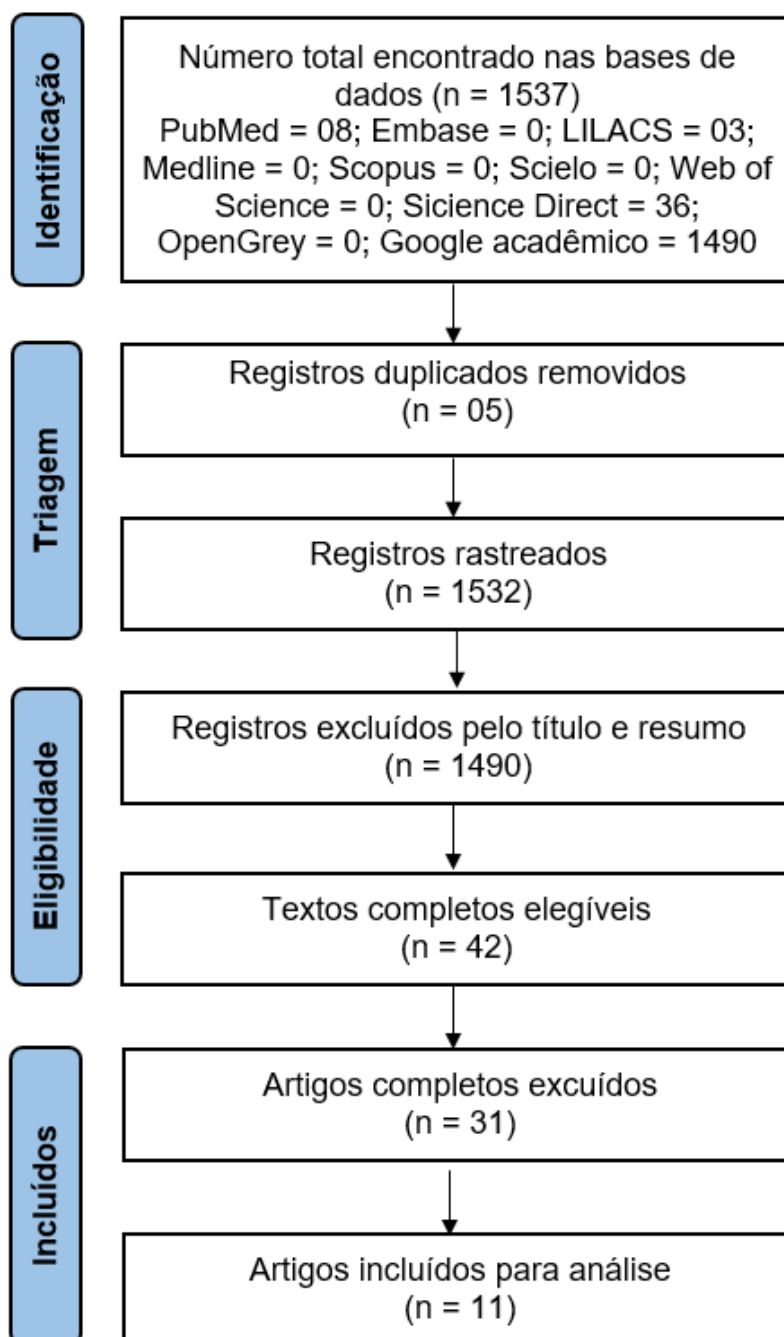 Identificação
Número total encontrado nas bases de
dados (n = 1537)
PubMed = 08; Embase = 0; LILACS = 03;
Medline = 0; Scopus = 0; Scielo = 0; Web of
Science = 0; Sicience Direct = 36;
OpenGrey = 0; Google acadêmico = 1490
Triagem
Registros duplicados removidos
(n = 05)
Registros rastreados
(n = 1532)
Eligibilidade
Registros excluídos pelo título e resumo
(n = 1490)
Textos completos elegíveis
(n = 42)
Incluídos
Artigos completos excuídos
(n = 31)
Artigos incluídos para análise
(n = 11)